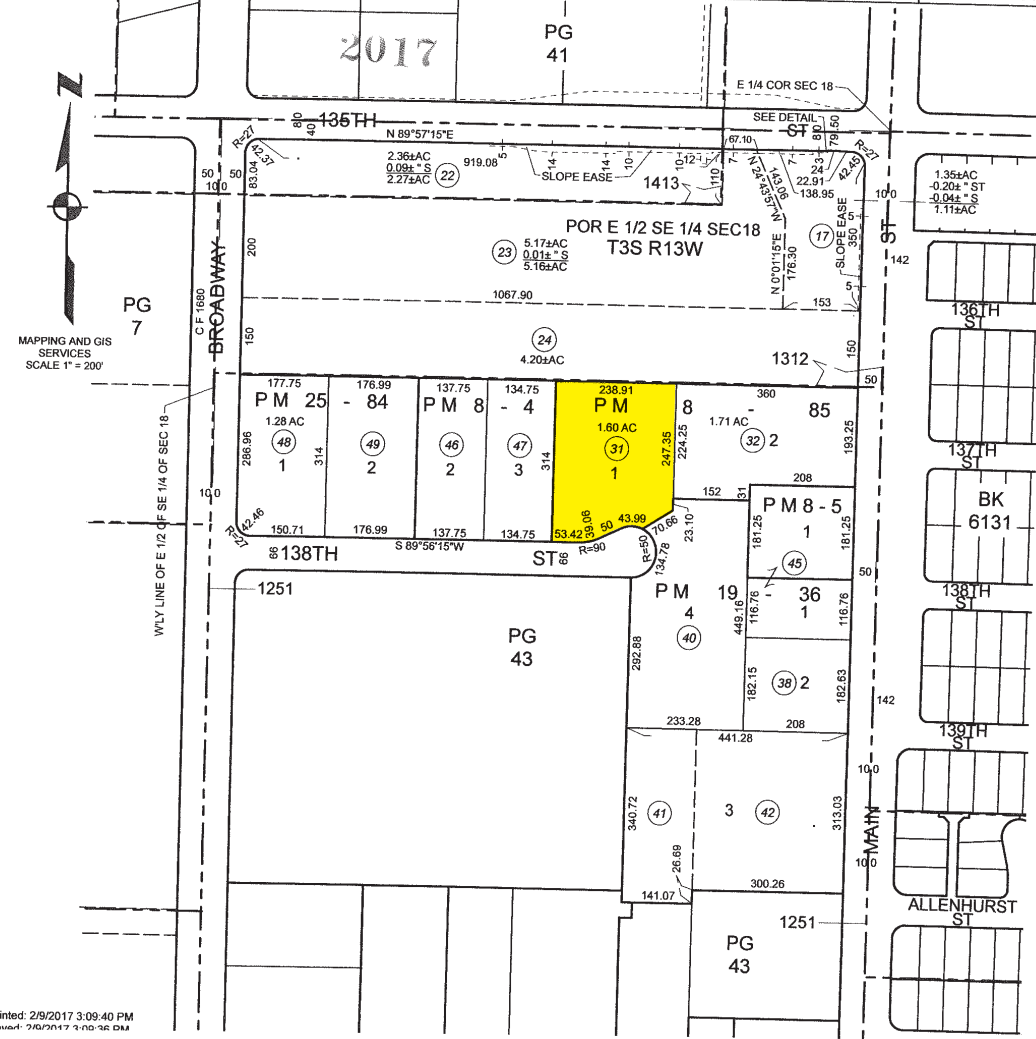 2017
PG
41
E 1/4 COR SEC 18
SEE DETAIL
135TH
ST
80
40
80
79.50
N 89°57'15"E
67.10
R=27
42.37
83.04
50
50
100
2.36±AC
0.09± " S
2.27±AC
22
919.08
5
14
10
10
12
7
7
23
SLOPE EASE
1413
110
N 24°43'57"W
143.06
24
22.91
138.95
42.45
R=27
1.35±AC
-0.20± " ST
-0.04± " S
1.11±AC
100
5
350
SLOPE EASE
17
5
ST
142
POR E 1/2 SE 1/4 SEC18
T3S R13W
23
5.17±AC
0.01± " S
5.16±AC
N 0°01'15"E
176.30
153
200
1067.90
BROADWAY
C F 1680
PG
7
MAPPING AND GIS
SERVICES
SCALE 1" = 200'
N
136TH
ST
24
4.20±AC
150
1312
150
50
177.75
176.99
137.75
134.75
238.91
360
P M 25 - 84
P M 8 - 4
P M 8 - 85
1.28 AC
48
1
286.96
314
49
2
46
2
47
3
314
1.60 AC
31
1
247.35
224.25
1.71 AC
32
2
193.25
137TH
ST
208
152
31
P M 8 - 5
1
181.25
181.25
45
BK
6131
100
W'LY LINE OF E 1/2 OF SE 1/4 OF SEC 18
42.46
R=27
150.71
176.99
137.75
134.75
53.42
39.06
50
43.99
70.66
23.10
R=90
R=50
134.78
66
138TH
S 89°56'15"W
ST
66
50
1251
138TH
ST
P M 19 - 36
4
1
40
449.16
116.76
116.76
PG
43
292.88
38
2
182.15
182.63
142
233.28
208
441.28
139TH
ST
100
340.72
41
3
42
313.03
MAIN
100
26.69
141.07
300.26
ALLENHURST
ST
1251
PG
43
inted: 2/9/2017 3:09:40 PM
ved: 2/9/2017 3:09:36 PM